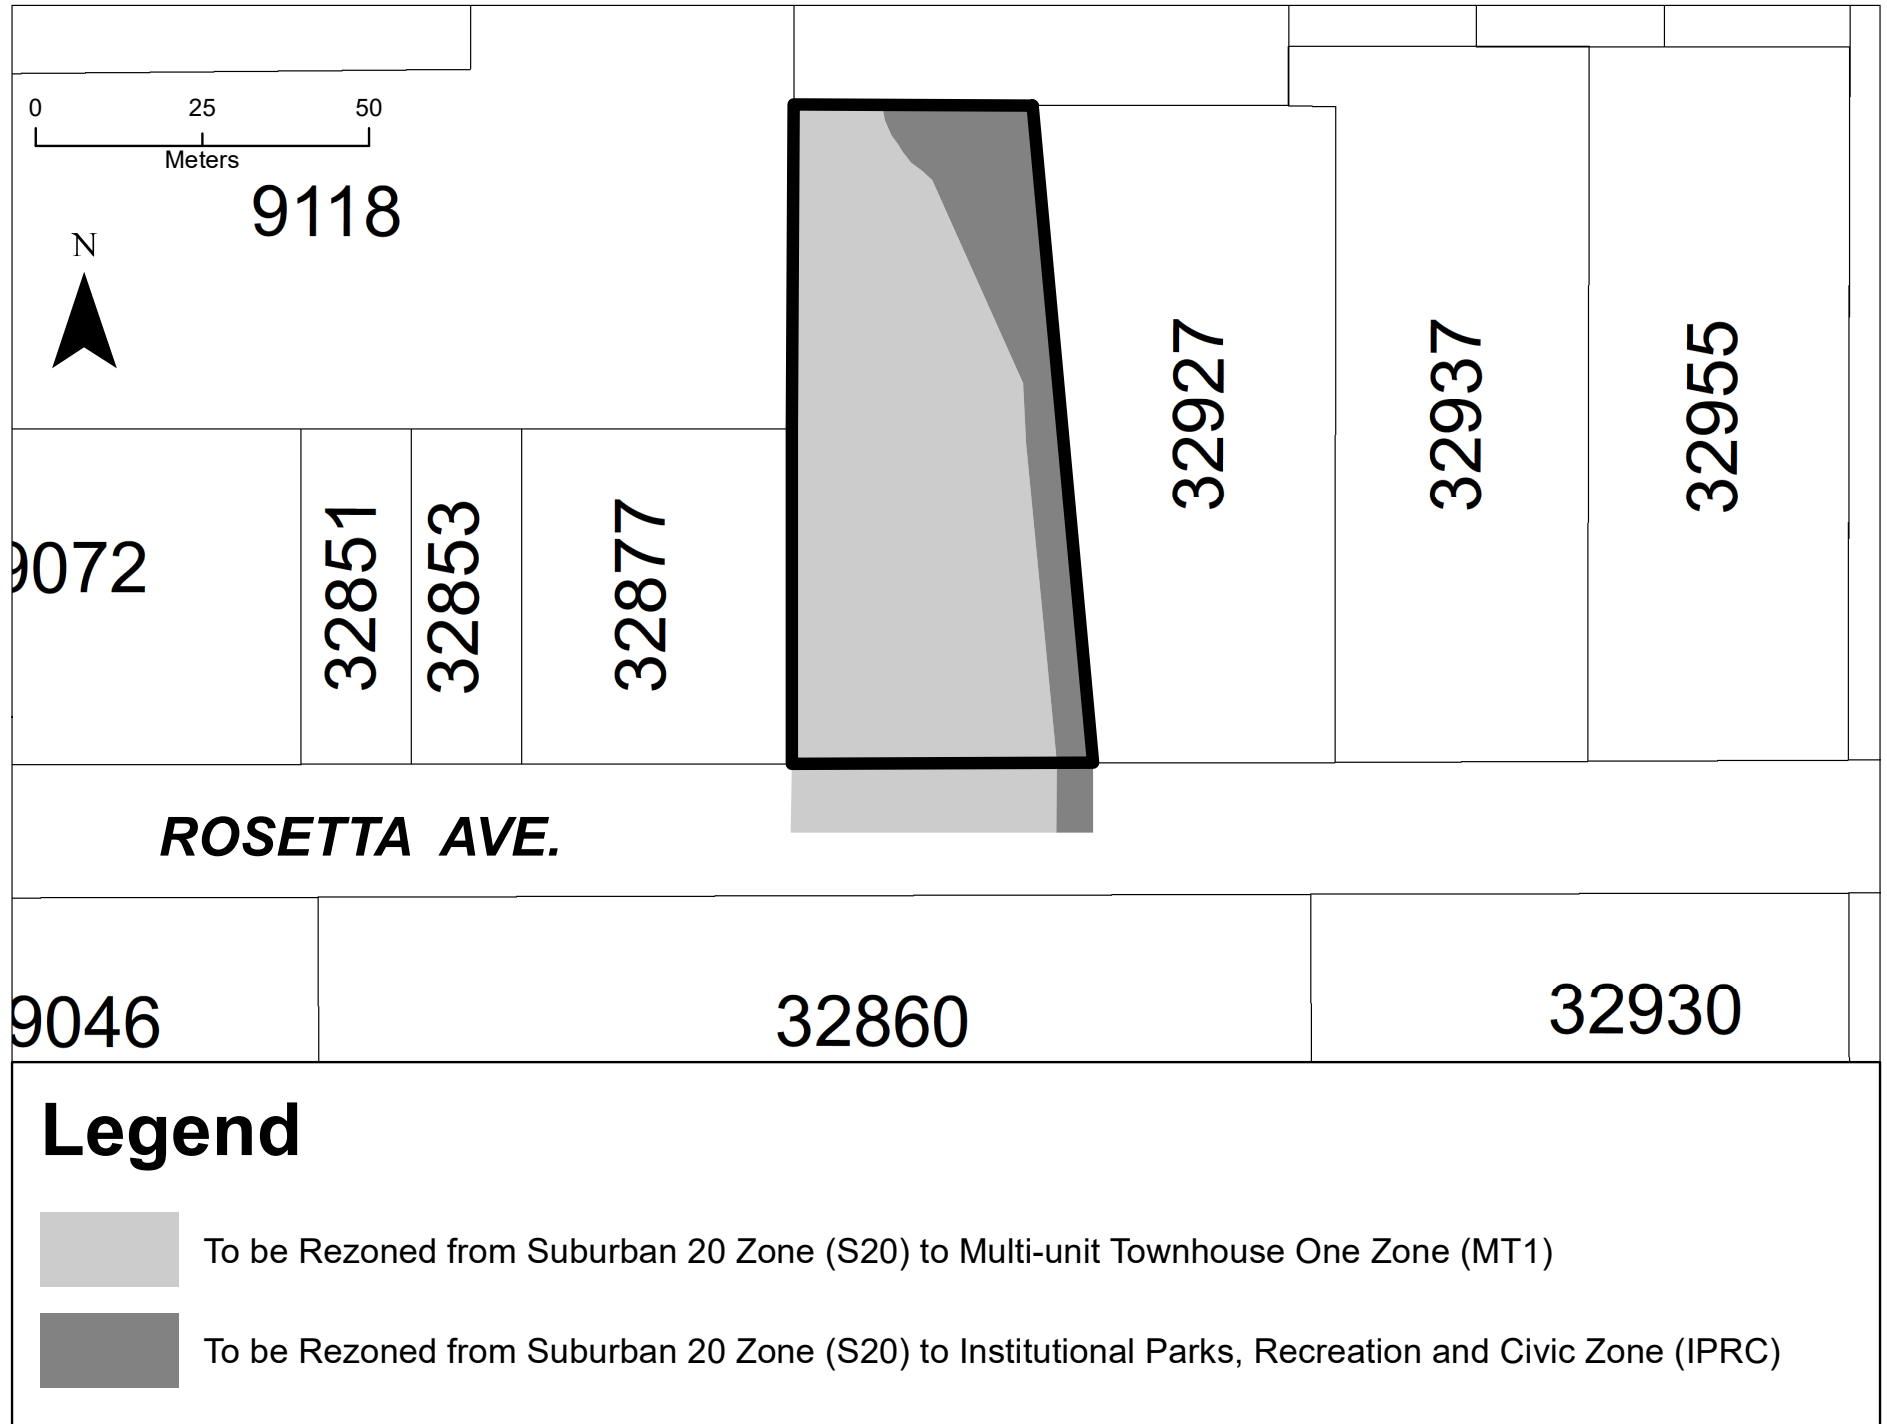 0 25 50
Meters
9118
N
32927
32937
32955
32851
32853
32877
9072
ROSETTA AVE.
9046
32860
32930
Legend
To be Rezoned from Suburban 20 Zone (S20) to Multi-unit Townhouse One Zone (MT1)
To be Rezoned from Suburban 20 Zone (S20) to Institutional Parks, Recreation and Civic Zone (IPRC)